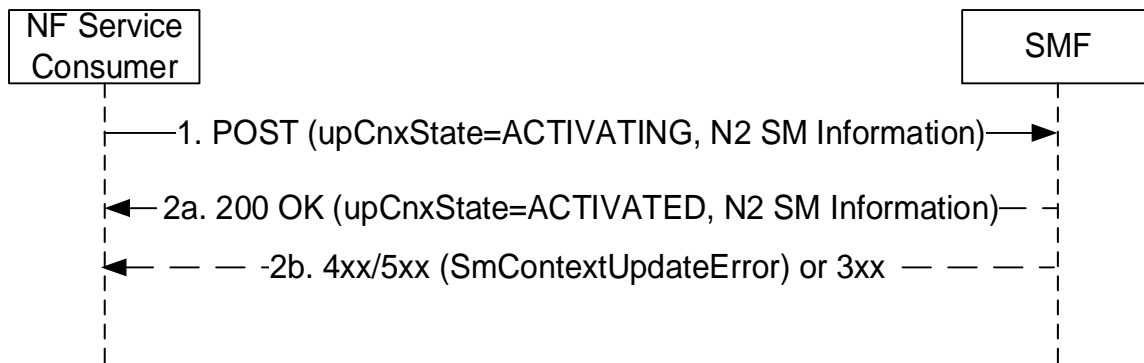 NF Service
Consumer
SMF
1. POST (upCnxState=ACTIVATING, N2 SM Information)
2a. 200 OK (upCnxState=ACTIVATED, N2 SM Information)
2b. 4xx/5xx (SmContextUpdateError) or 3xx